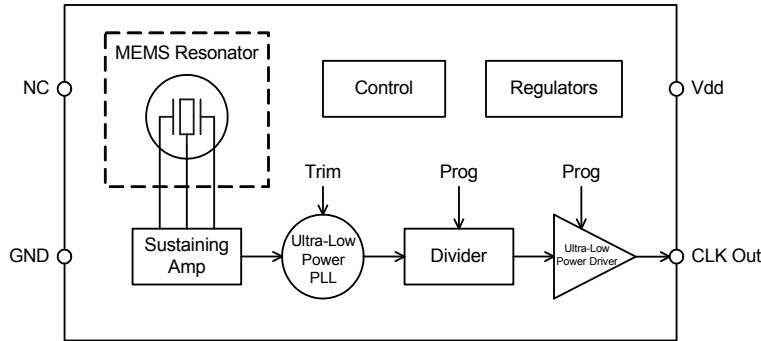 MEMS Resonator
NC
Control
Regulators
Vdd
Trim
Prog
Prog
GND
Sustaining
Amp
Ultra-Low
Power
PLL
Divider
Ultra-Low
Power Driver
CLK Out